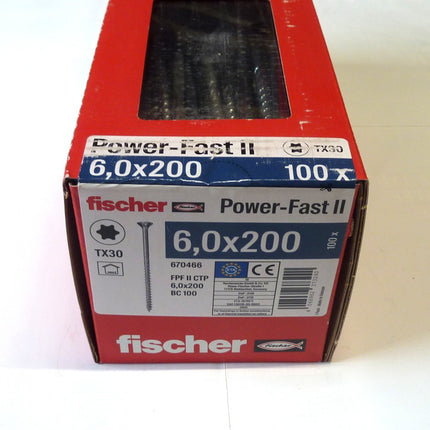 Power-Fast II
TX30
6,0x200
100 x
fischer
Power-Fast II
TX30
6,0x200
100 x
670466
FPF II CTP
6,0x200
BC 100
ETA
CE
fischer